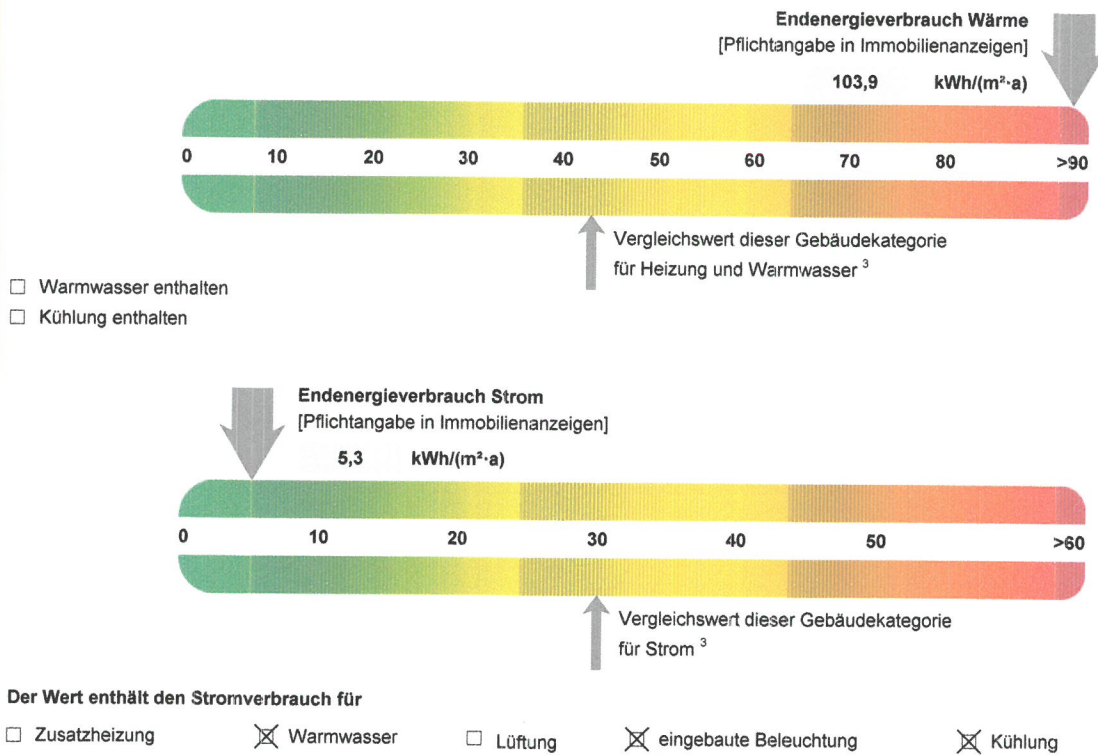 Endenergieverbrauch Wärme
[Pflichtangabe in Immobilienanzeigen]
103,9 kWh/(m²·a)
0 10 20 30 40 50 60 70 80 >90
Vergleichswert dieser Gebäudekategorie
für Heizung und Warmwasser ³
☐ Warmwasser enthalten
☐ Kühlung enthalten
Endenergieverbrauch Strom
[Pflichtangabe in Immobilienanzeigen]
5,3 kWh/(m²·a)
0 10 20 30 40 50 >60
Vergleichswert dieser Gebäudekategorie
für Strom ³
Der Wert enthält den Stromverbrauch für
☐ Zusatzheizung ☒ Warmwasser ☐ Lüftung ☒ eingebaute Beleuchtung ☒ Kühlung